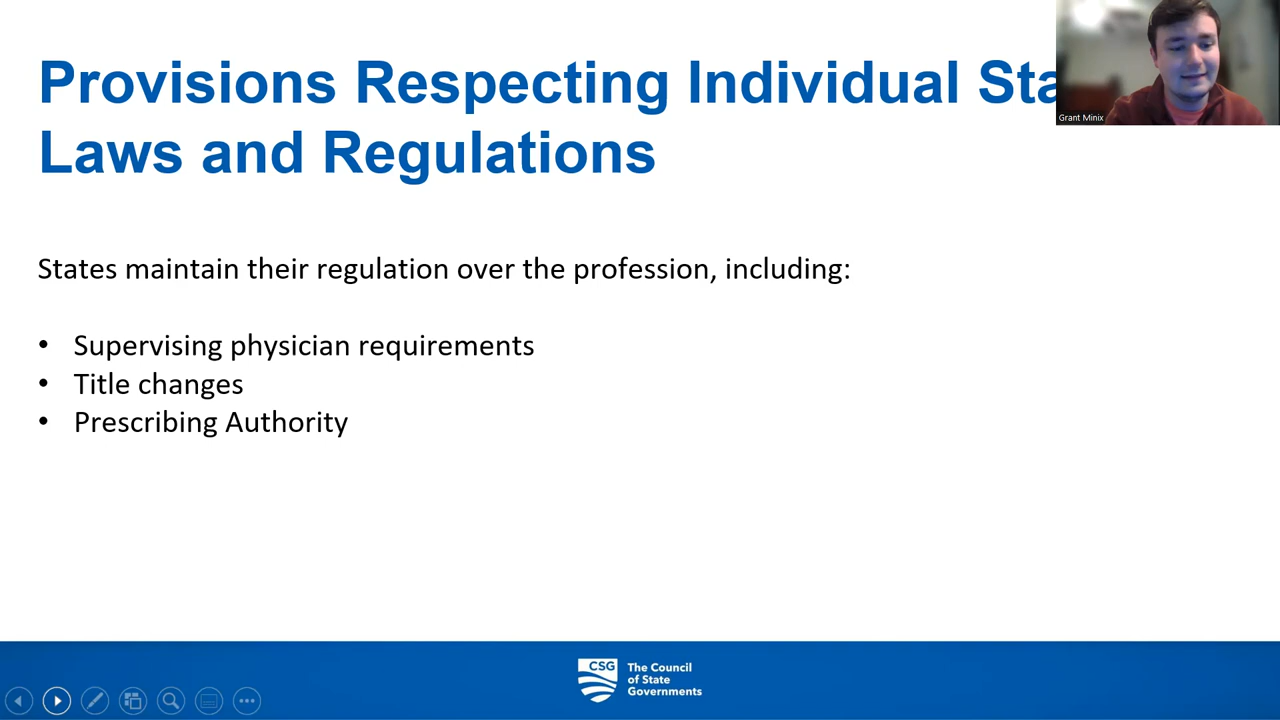 Provisions Respecting Individual Sta
Laws and Regulations
Grant Minix
States maintain their regulation over the profession, including:
• Supervising physician requirements
• Title changes
• Prescribing Authority
CSG
The Council
of State
Governments